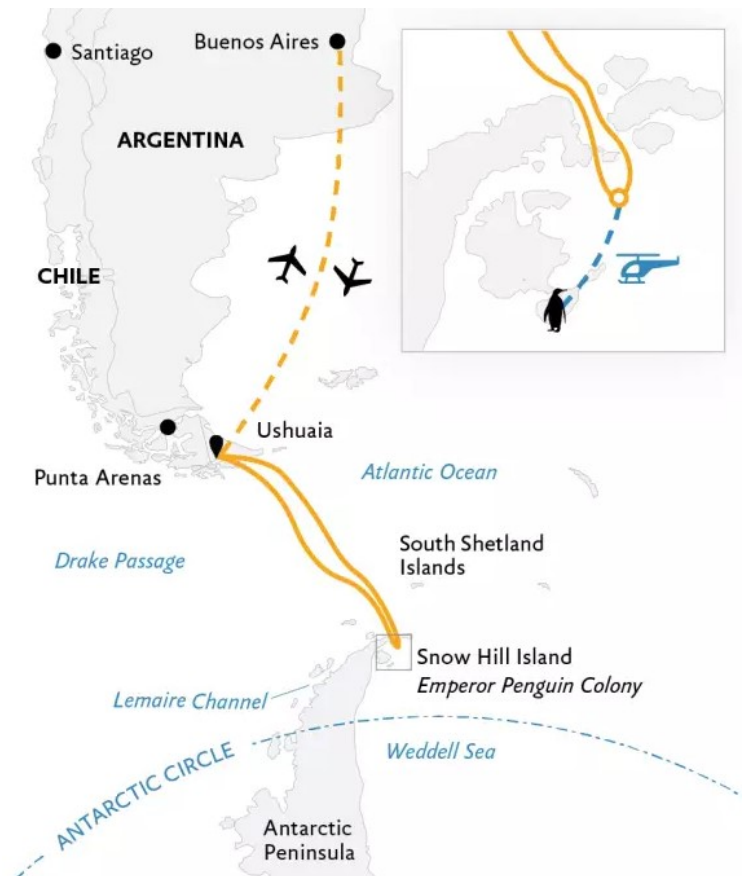 Santiago
Buenos Aires
ARGENTINA
CHILE
Ushuaia
Punta Arenas
Atlantic Ocean
Drake Passage
South Shetland
Islands
Snow Hill Island
Emperor Penguin Colony
Lemaire Channel
ANTARCTIC CIRCLE
Weddell Sea
Antarctic
Peninsula